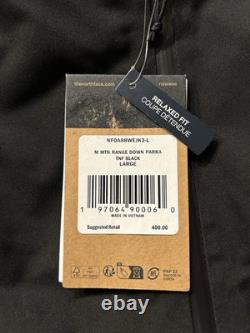 thenorthface.com
RELAXED FIT
COUPE DÉTENDUE
NF0A88WEJK3-L
M MTN RANGE DOWN PARKA
TNF BLACK
LARGE
1 97064 90006 0
MADE IN VIETNAM
Suggested Retail 400.00
FSC